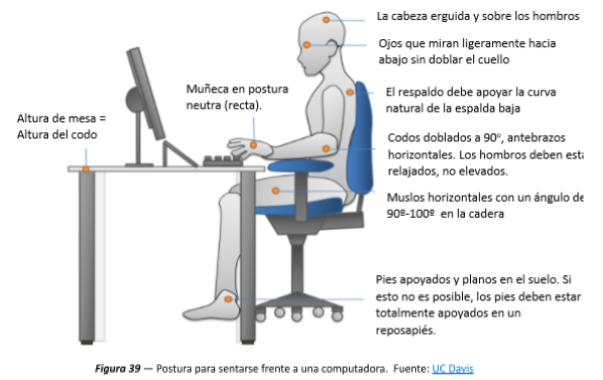 La cabeza erguida y sobre los hombros
Ojos que miran ligeramente hacia
abajo sin doblar el cuello
Muñeca en postura
neutra (recta).
El respaldo debe apoyar la curva
natural de la espalda baja
Altura de mesa =
Altura del codo
Codos doblados a 90º, antebrazos
horizontales. Los hombros deben está
relajados, no elevados.
Muslos horizontales con un ángulo de
90º-100º en la cadera
Pies apoyados y planos en el suelo. Si
esto no es posible, los pies deben estar
totalmente apoyados en un
reposapiés.
Figura 39 — Postura para sentarse frente a una computadora. Fuente: UC Davis